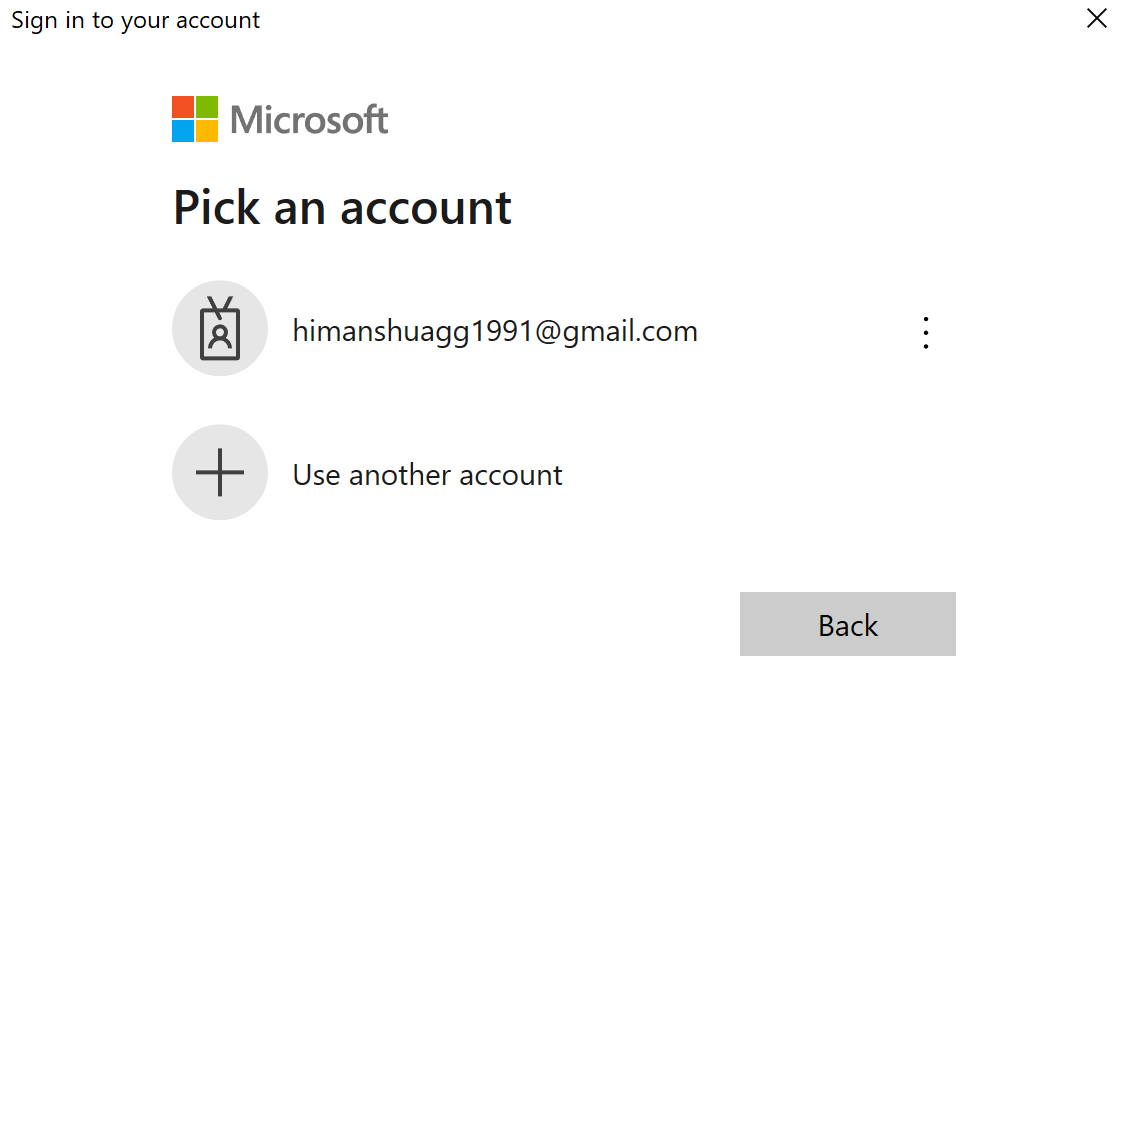 Sign in to your account
Microsoft
Pick an account
himanshuagg1991@gmail.com
Use another account
Back